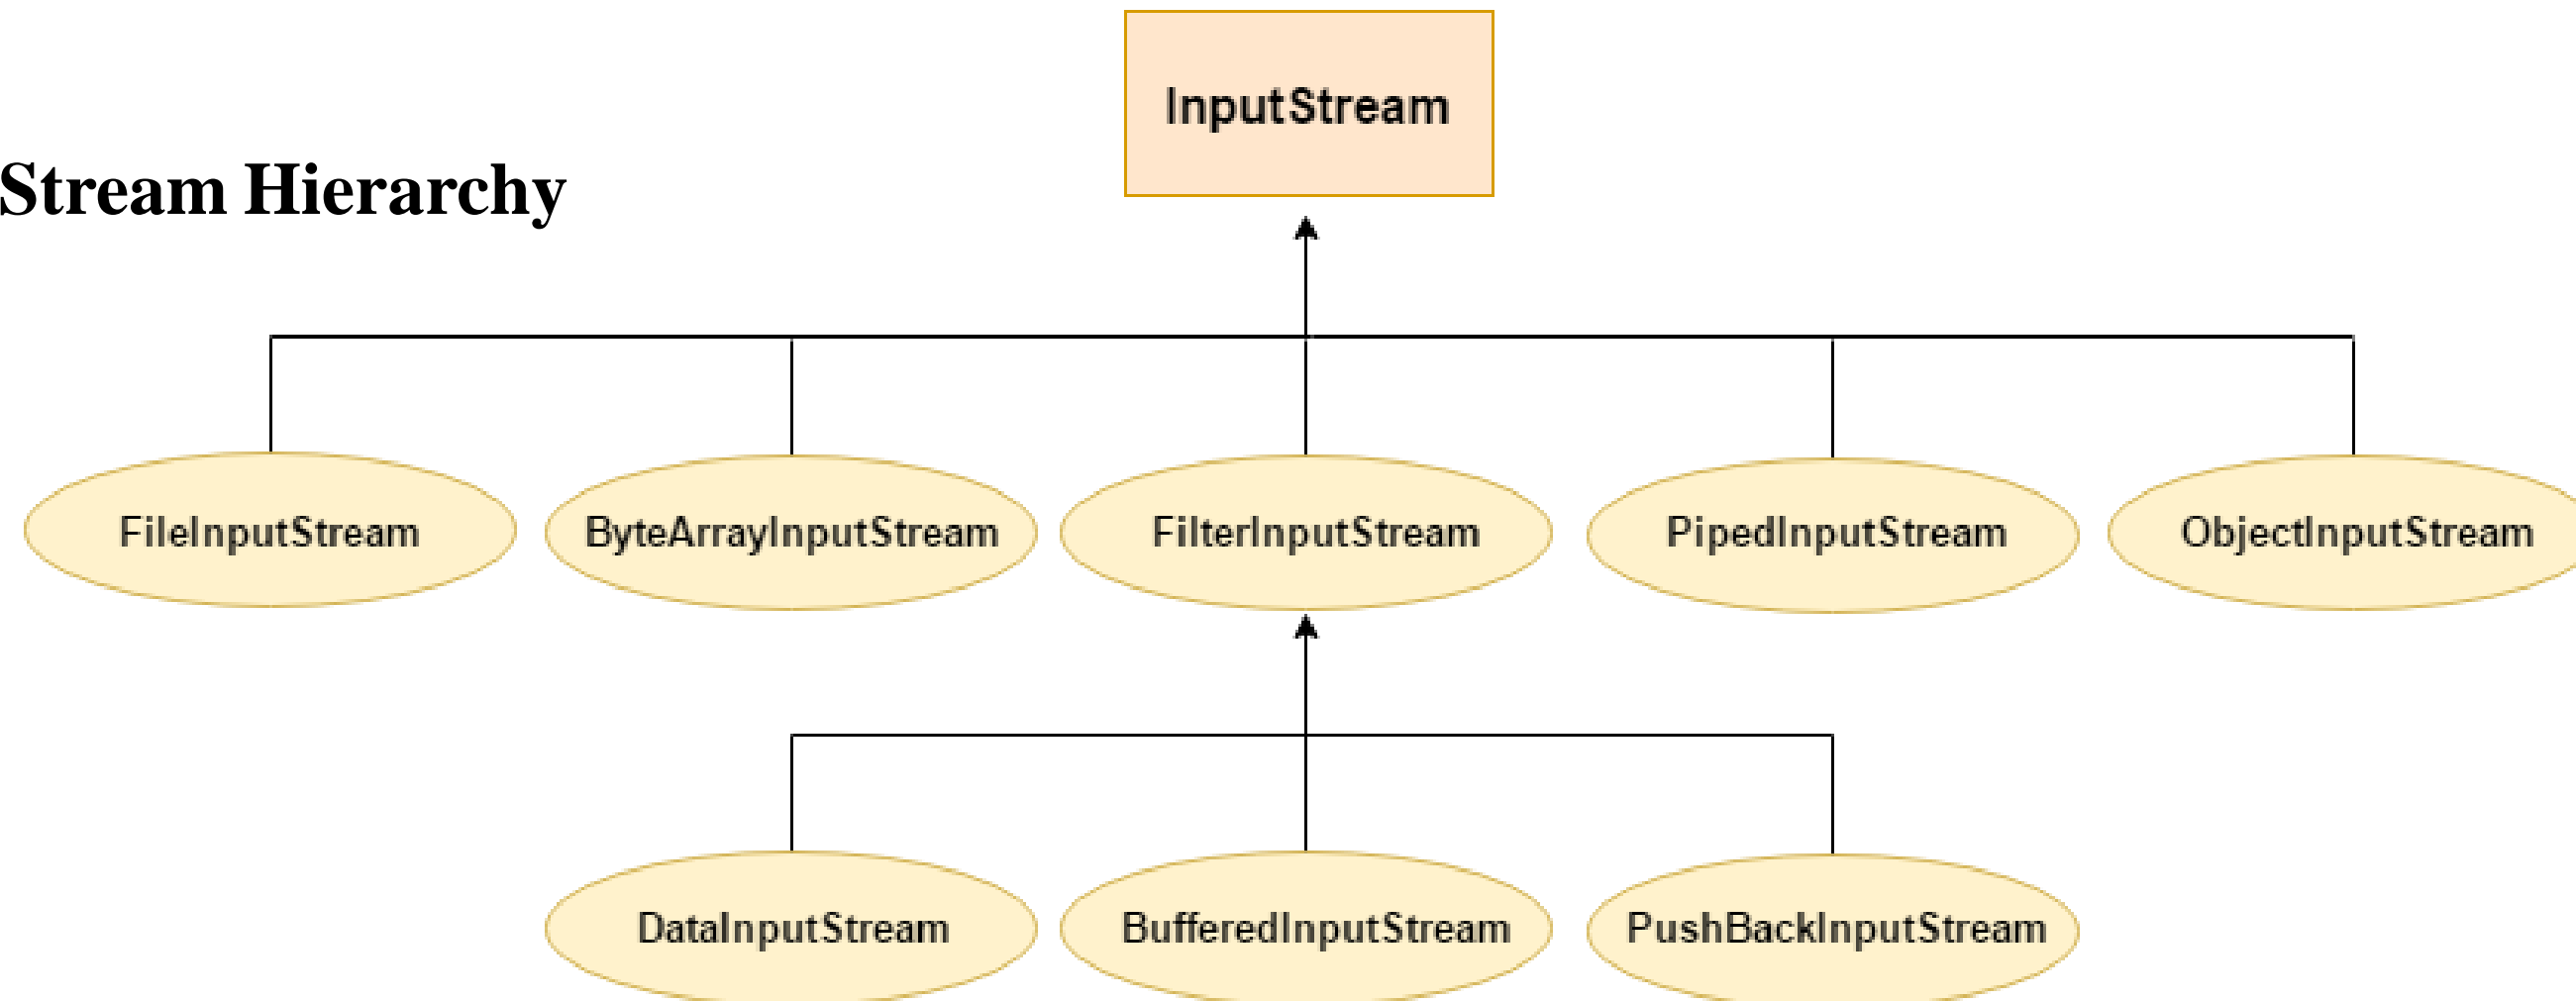 InputStream
Stream Hierarchy
FileInputStream
ByteArrayInputStream
FilterInputStream
PipedInputStream
ObjectInputStream
DataInputStream
BufferedInputStream
PushBackInputStream